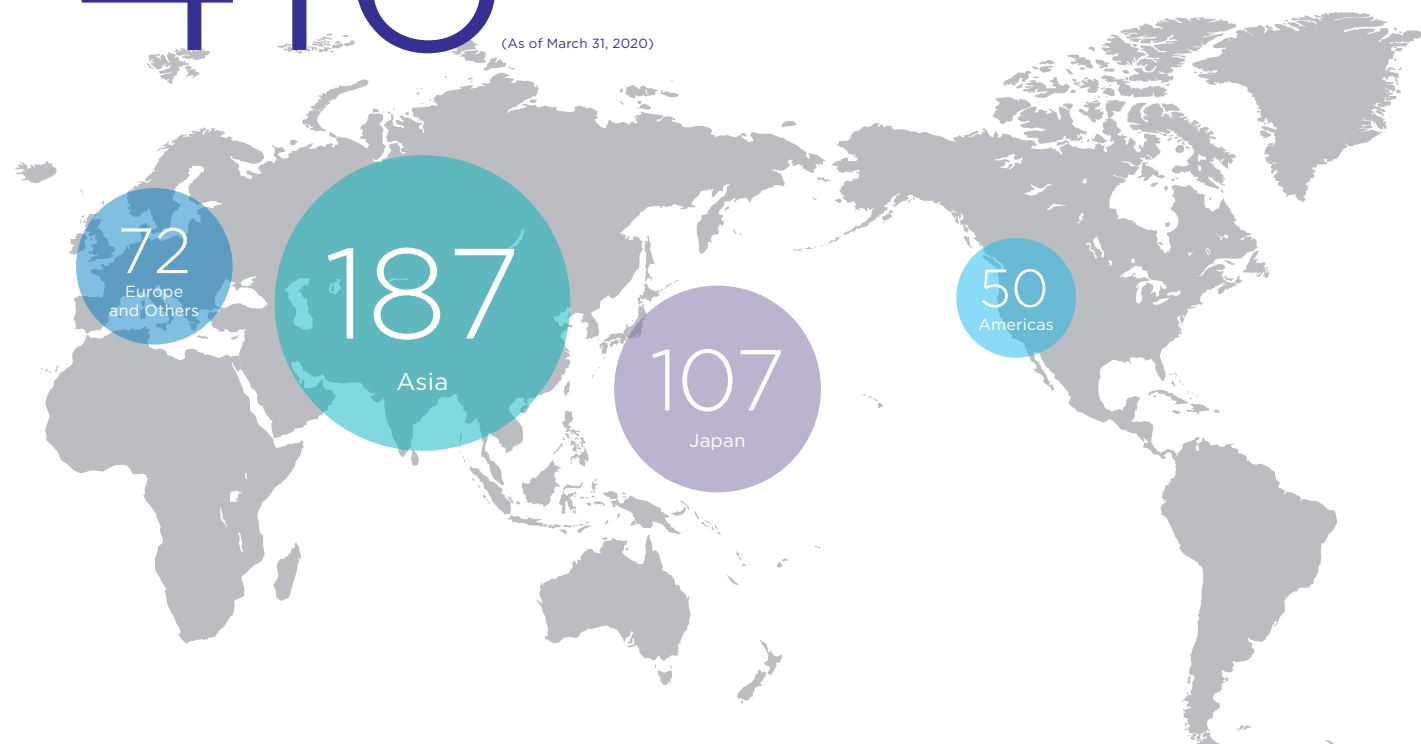 (As of March 31, 2020)
72
Europe
and Others
187
Asia
107
Japan
50
Americas